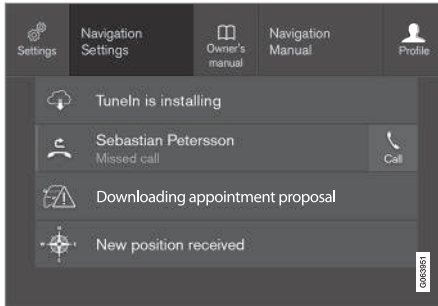 Settings
Navigation
Settings
Owner's
manual
Navigation
Manual
Profile
TuneIn is installing
Sebastian Petersson
Missed call
Call
Downloading appointment proposal
New position received
G063951